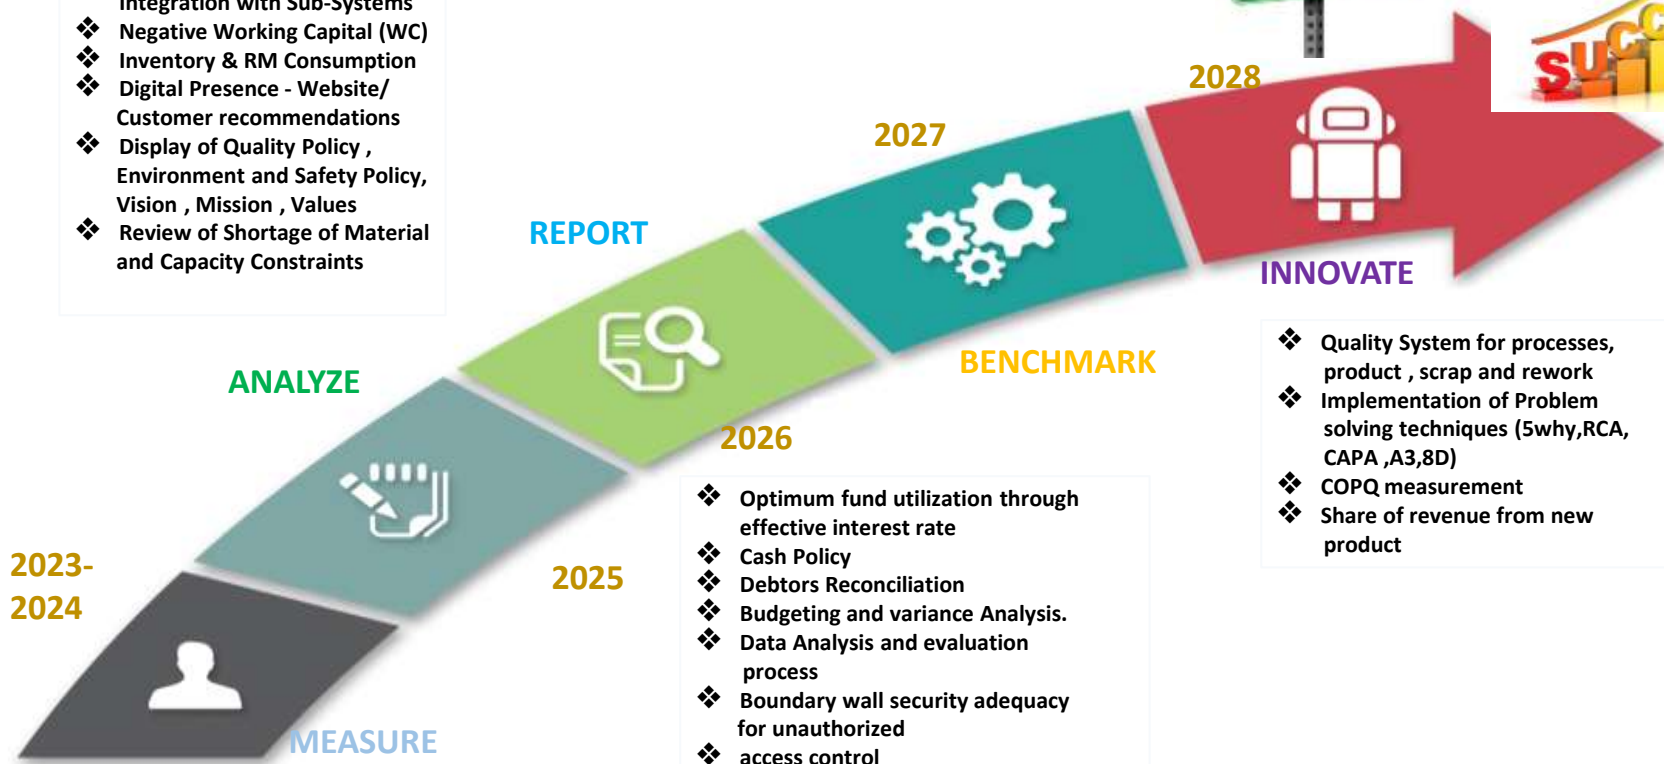 Integration with Sub-Systems
❖ Negative Working Capital (WC)
❖ Inventory & RM Consumption
❖ Digital Presence - Website/
Customer recommendations
❖ Display of Quality Policy ,
Environment and Safety Policy,
Vision , Mission , Values
❖ Review of Shortage of Material
and Capacity Constraints
2028
2027
REPORT
INNOVATE
BENCHMARK
ANALYZE
2026
2025
2023-
2024
MEASURE
❖ Optimum fund utilization through
effective interest rate
❖ Cash Policy
❖ Debtors Reconciliation
❖ Budgeting and variance Analysis.
❖ Data Analysis and evaluation
process
❖ Boundary wall security adequacy
for unauthorized
❖ access control
❖ Quality System for processes,
product , scrap and rework
❖ Implementation of Problem
solving techniques (5why,RCA,
CAPA ,A3,8D)
❖ COPQ measurement
❖ Share of revenue from new
product
SUCC